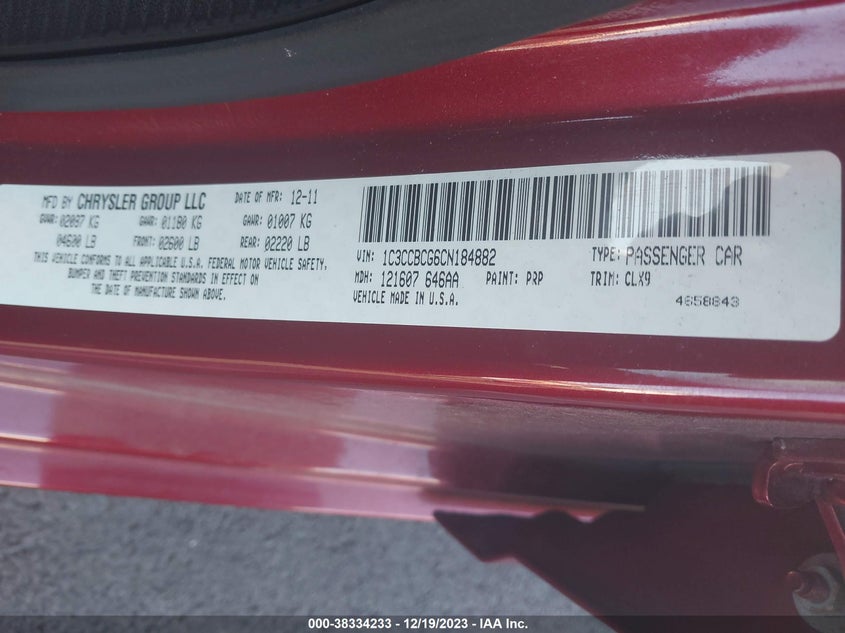 MFD BY CHRYSLER GROUP LLC DATE OF MFR: 12-11
GVWR: 02097 KG GAWR: 01180 KG GAWR: 01007 KG
04600 LB FRONT: 02600 LB REAR: 02220 LB
THIS VEHICLE CONFORMS TO ALL APPLICABLE U.S.A. FEDERAL MOTOR VEHICLE SAFETY,
BUMPER AND THEFT PREVENTION STANDARDS IN EFFECT ON
THE DATE OF MANUFACTURE SHOWN ABOVE.
VIN: 1C3CCBCG6CN184882 TYPE: PASSENGER CAR
MDH: 121607 646AA PAINT: PRP TRIM: CLX9
VEHICLE MADE IN U.S.A. 4658843
000-38334233 - 12/19/2023 - IAA Inc.